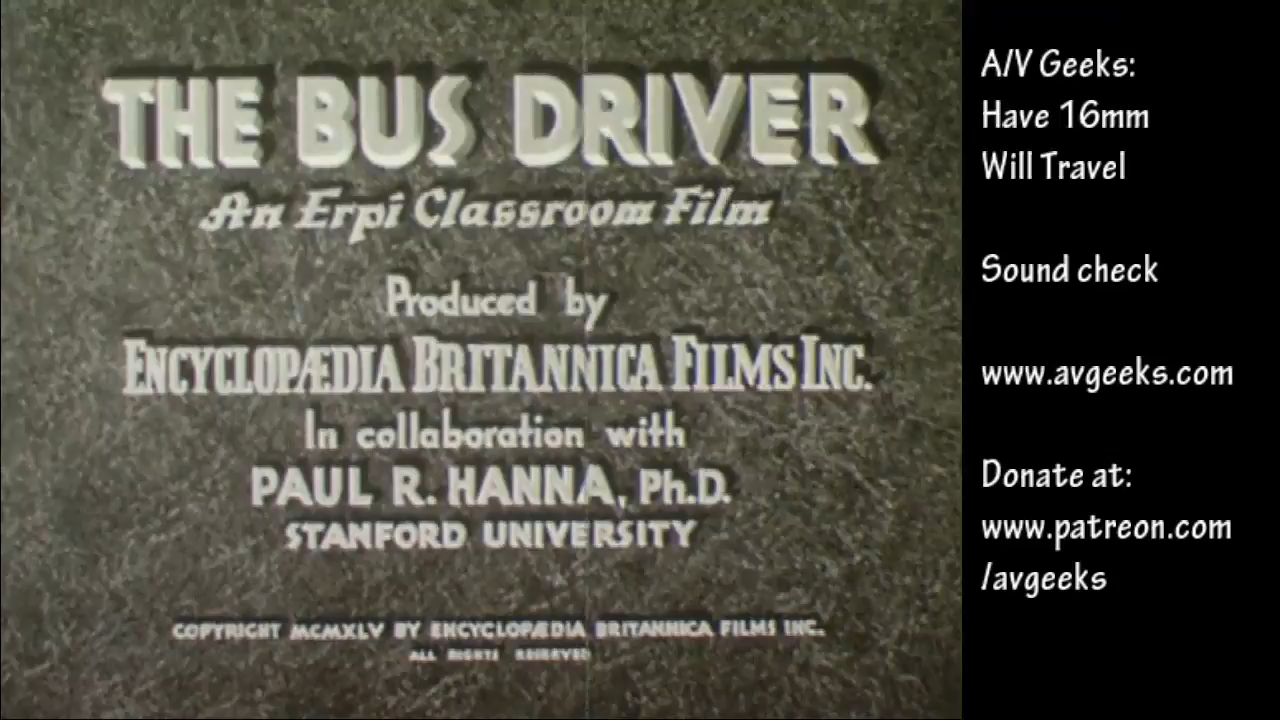 THE BUS DRIVER
An Erpi Classroom Film
Produced by
ENCYCLOPÆDIA BRITANNICA FILMS INC.
In collaboration with
PAUL R. HANNA, Ph.D.
STANFORD UNIVERSITY
COPYRIGHT MCMXLV BY ENCYCLOPÆDIA BRITANNICA FILMS INC.
ALL RIGHTS RESERVED
A/V Geeks:
Have 16mm
Will Travel
Sound check
www.avgeeks.com
Donate at:
www.patreon.com
/avgeeks